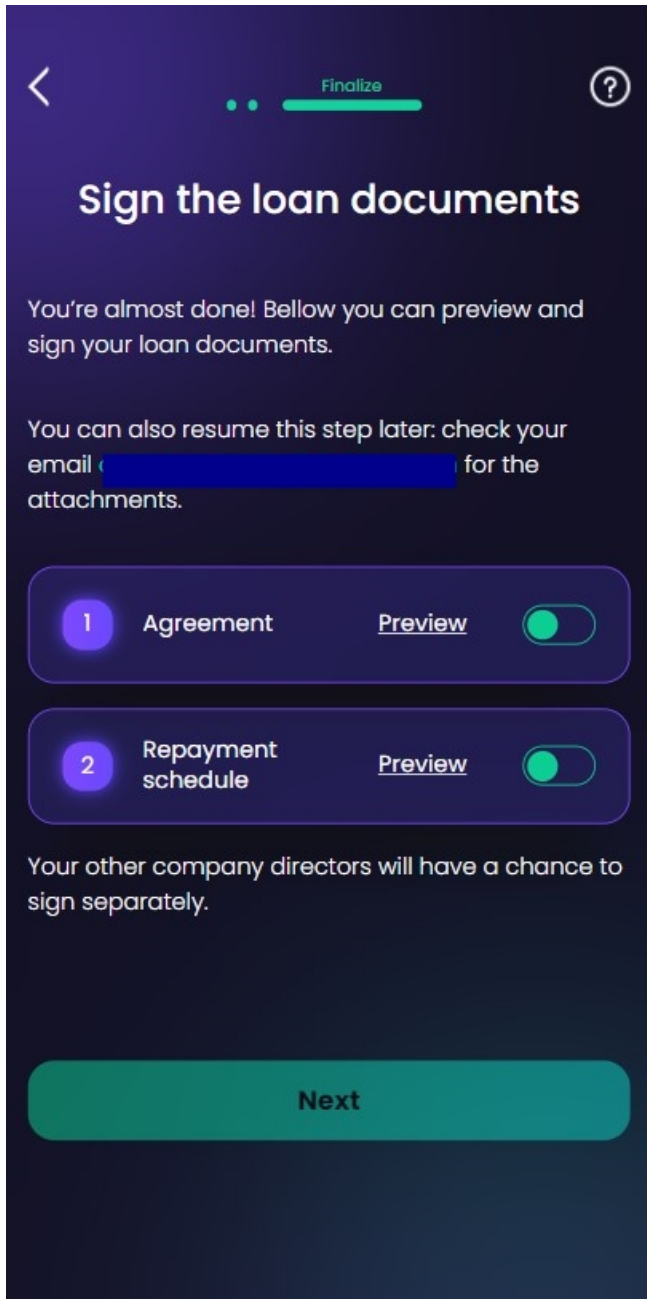 Finalize
?
Sign the loan documents
You're almost done! Bellow you can preview and
sign your loan documents.
You can also resume this step later: check your
email for the
attachments.
1 Agreement Preview
2 Repayment schedule Preview
Your other company directors will have a chance to
sign separately.
Next